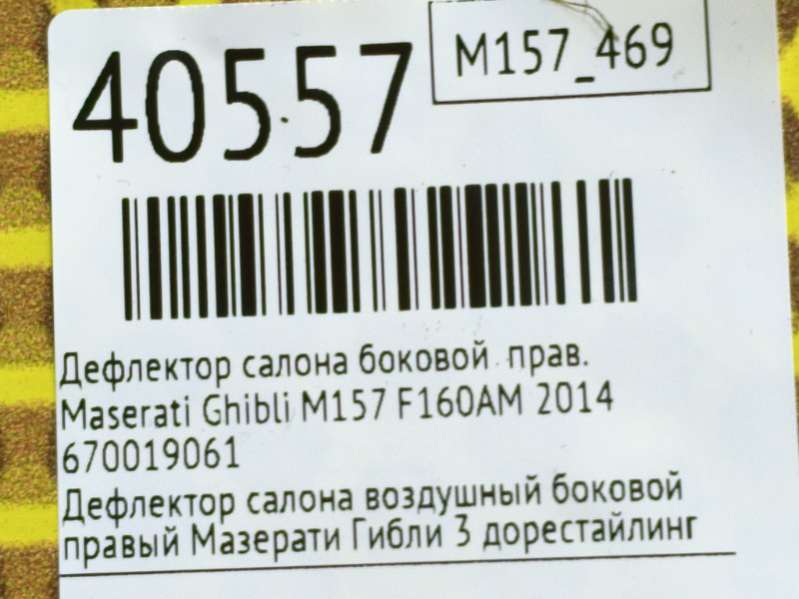 40557
M157_469
Дефлектор салона боковой прав.
Maserati Ghibli M157 F160AM 2014
670019061
Дефлектор салона воздушный боковой
правый Мазерати Гибли 3 дорестайлинг